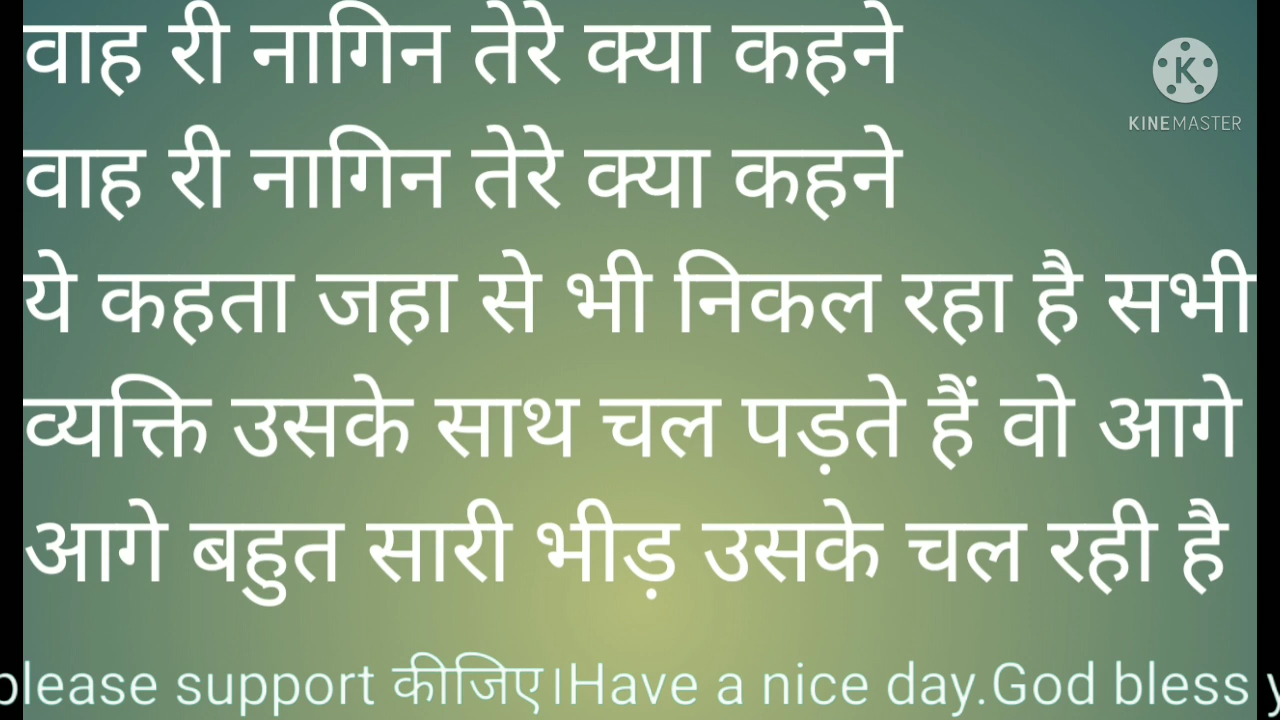 वाह री नागिन तेरे क्या कहने
KINEMASTER
वाह री नागिन तेरे क्या कहने
ये कहता जहा से भी निकल रहा है सभी
व्यक्ति उसके साथ चल पड़ते हैं वो आगे
आगे बहुत सारी भीड़ उसके चल रही है
please support कीजिए।Have a nice day.God bless